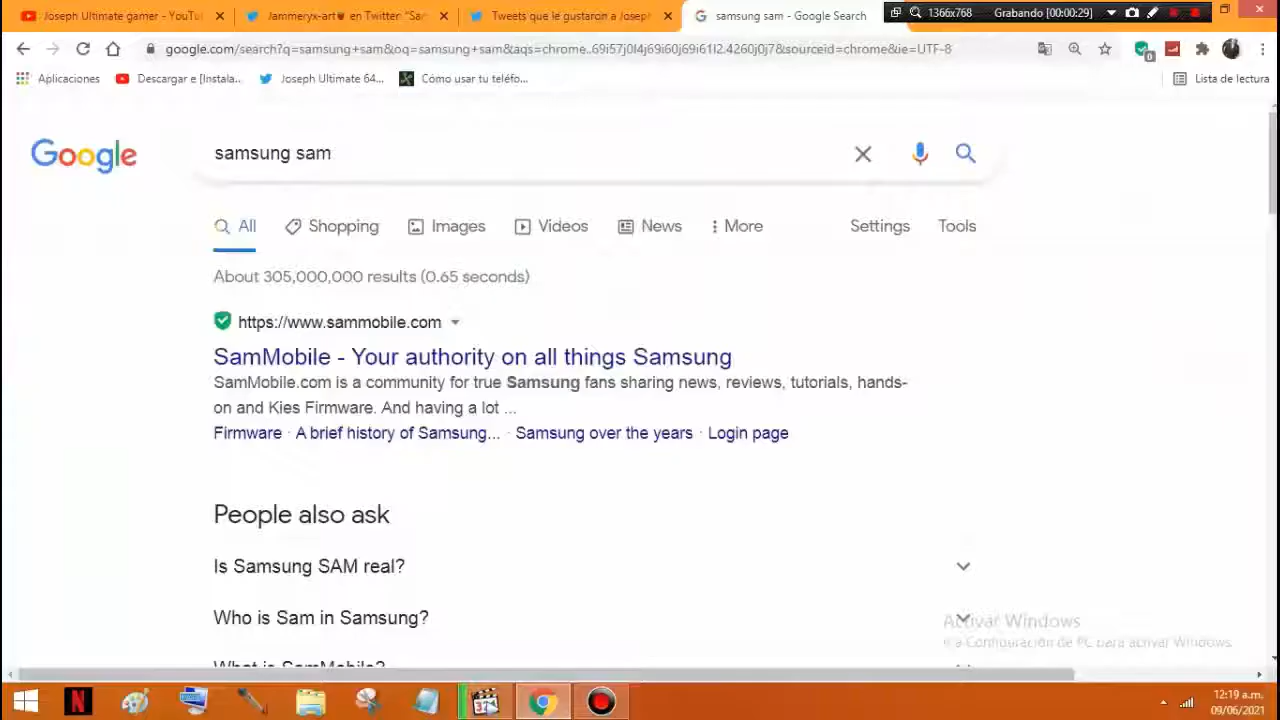 Joseph Ultimate gamer - YouTu
Jammeryx-art en Twitter "Sar
Tweets que le gustaron a Joseph
samsung sam - Google Search
1366x768
Grabando [00:00:29]
google.com/search?q=samsung+sam&oq=samsung+sam&aqs=chrome..69i57j0l4j69i60j69i61l2.4260j0j7&sourceid=chrome&ie=UTF-8
0
Aplicaciones
Descargar e [Instala...
Joseph Ultimate 64...
Cómo usar tu teléfo...
Lista de lectura
Google
samsung sam
All
Shopping
Images
Videos
News
More
Settings
Tools
About 305,000,000 results (0.65 seconds)
https://www.sammobile.com
SamMobile - Your authority on all things Samsung
SamMobile.com is a community for true Samsung fans sharing news, reviews, tutorials, hands-
on and Kies Firmware. And having a lot ...
Firmware · A brief history of Samsung... · Samsung over the years · Login page
People also ask
Is Samsung SAM real?
Who is Sam in Samsung?
Activar Windows
Ir a Configuración de PC para activar Windows.
What is SamMobile?
N
12:19 a.m.
09/06/2021